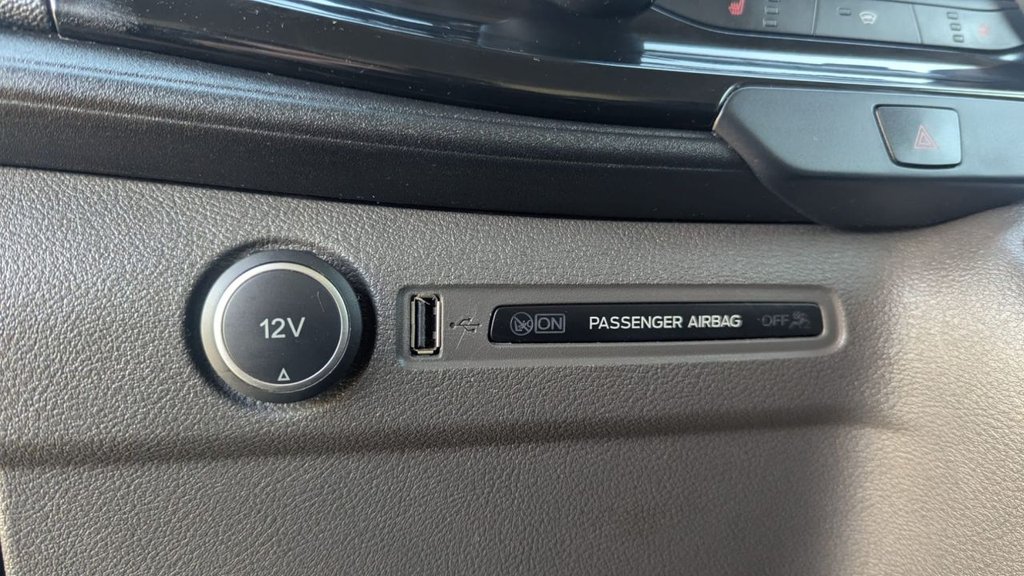 12V
ON PASSENGER AIRBAG OFF